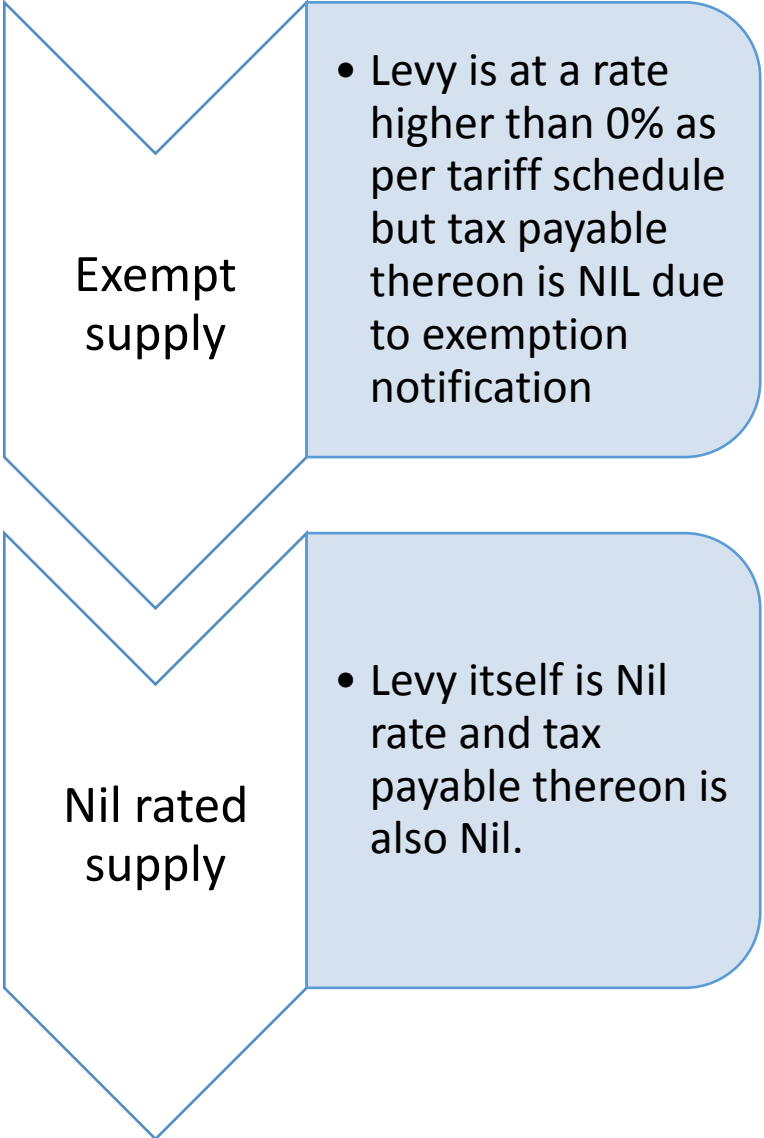 Exempt
supply
• Levy is at a rate
higher than 0% as
per tariff schedule
but tax payable
thereon is NIL due
to exemption
notification
Nil rated
supply
• Levy itself is Nil
rate and tax
payable thereon is
also Nil.